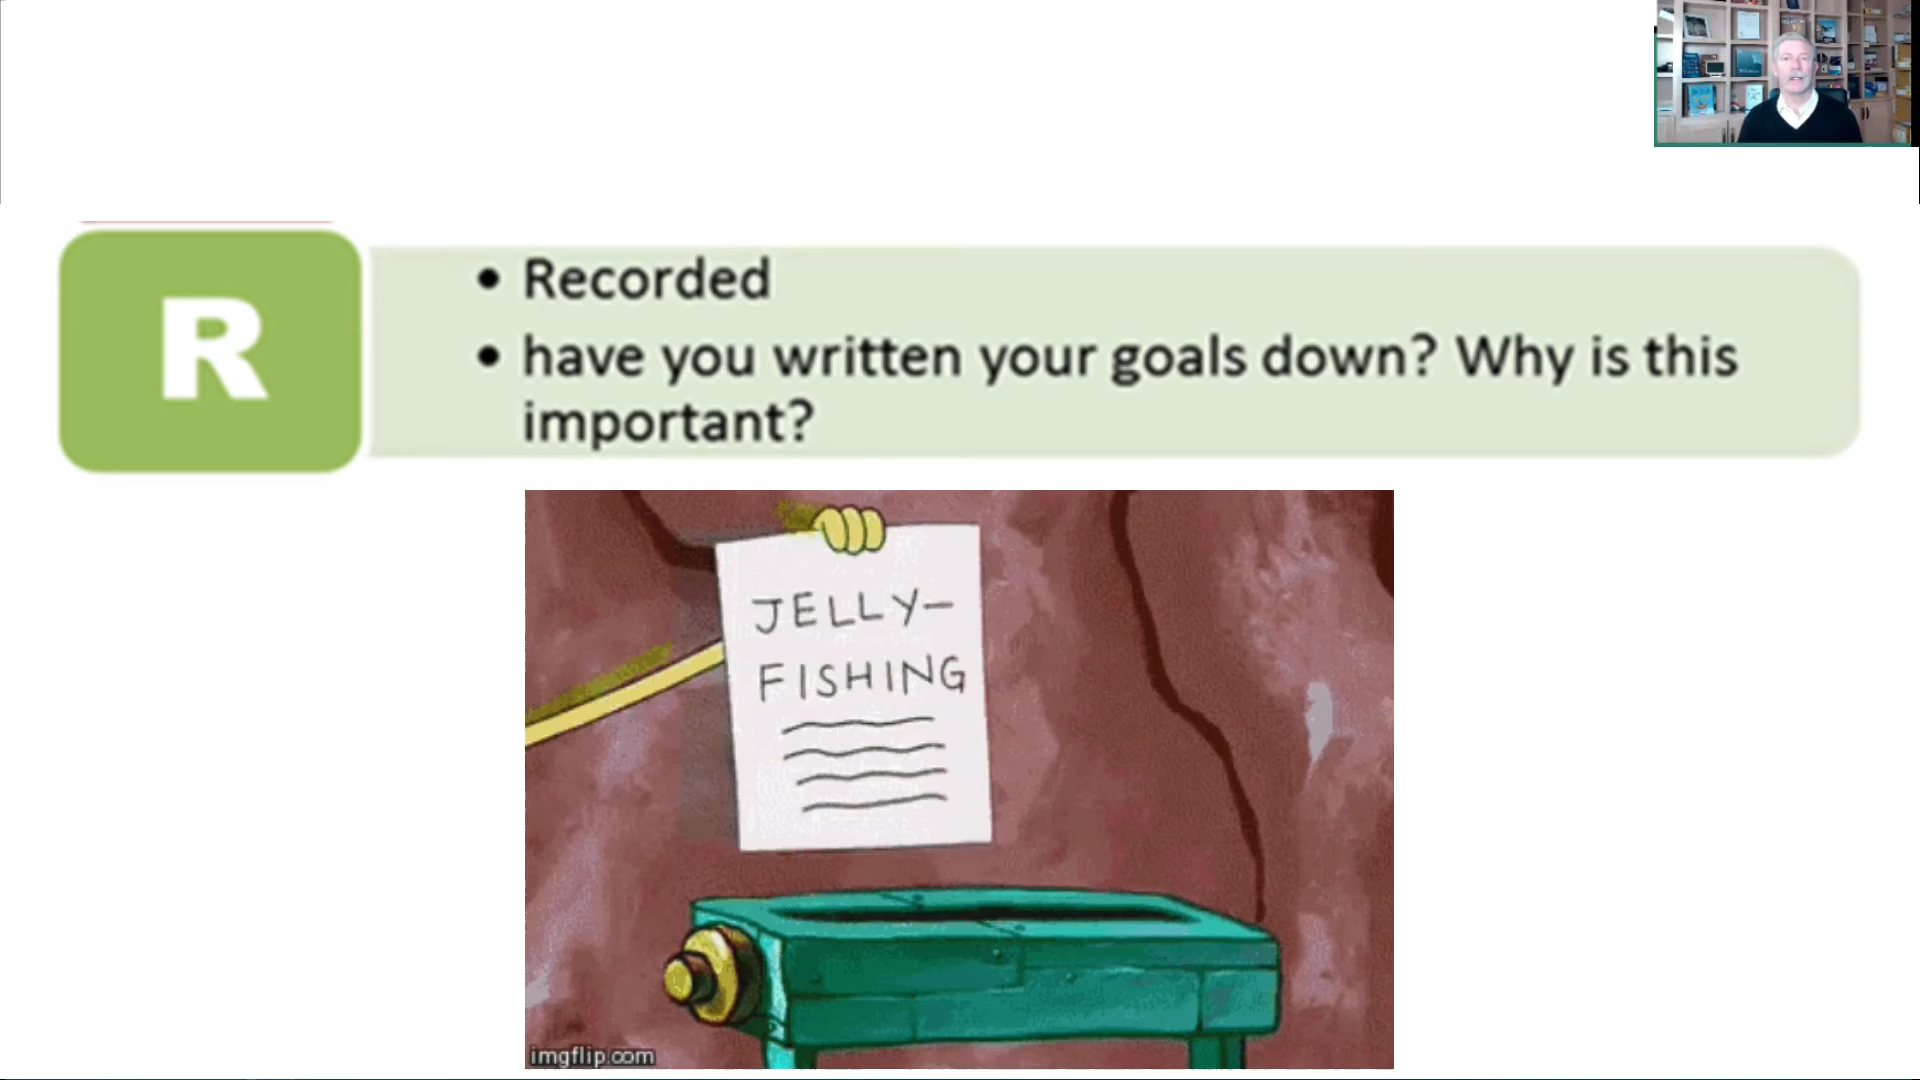 R
• Recorded
• have you written your goals down? Why is this
important?
JELLY-
FISHING
imgflip.com